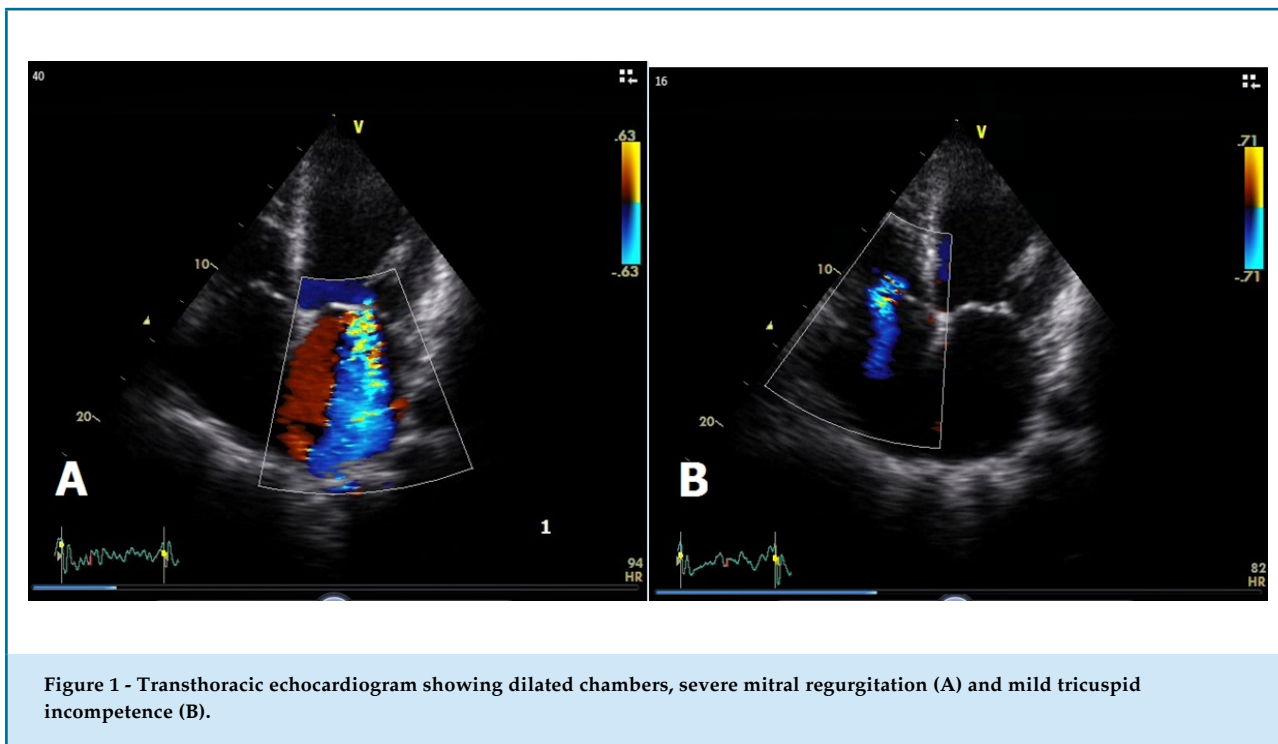 40
V
.63
-.63
10
20
A
1
94
HR
16
V
.71
-.71
10
20
B
82
HR
Figure 1 - Transthoracic echocardiogram showing dilated chambers, severe mitral regurgitation (A) and mild tricuspid
incompetence (B).